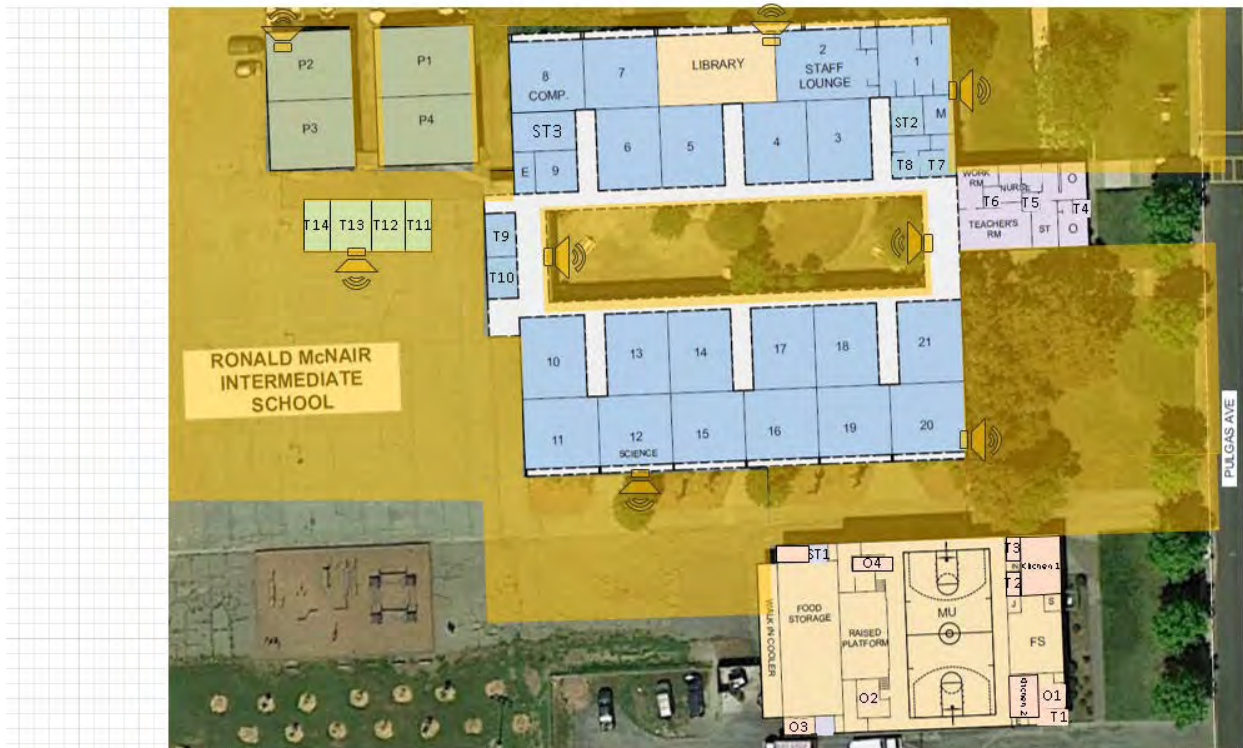 P2
P1
P3
P4
8
COMP.
7
LIBRARY
2
STAFF
LOUNGE
1
ST3
6
5
4
3
ST2
M
E
9
T8
T7
WORK
RM
NURSE
O
T6
T5
T4
TEACHER'S
RM
ST
O
T14
T13
T12
T11
T9
T10
RONALD McNAIR
INTERMEDIATE
SCHOOL
10
13
14
17
18
21
11
12
SCIENCE
15
16
19
20
PULGAS AVE
ST1
O4
T3
IN
Kitchen 1
T2
J
S
WALK IN COOLER
FOOD
STORAGE
RAISED
PLATFORM
MU
FS
O2
Kitchen 2
O1
O3
T1